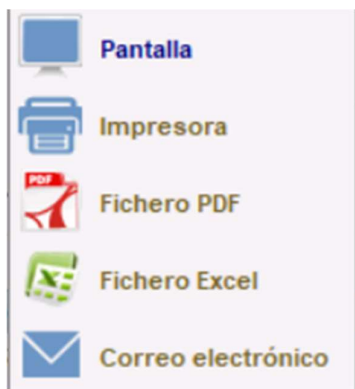 Pantalla
Impresora
PDF
Fichero PDF
Fichero Excel
Correo electrónico